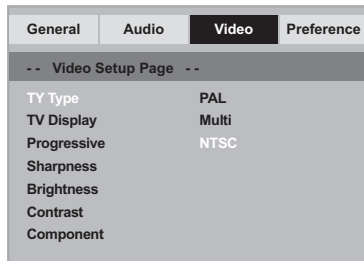 General Audio Video Preference
- - Video Setup Page - -
TY Type PAL
TV Display Multi
Progressive NTSC
Sharpness
Brightness
Contrast
Component